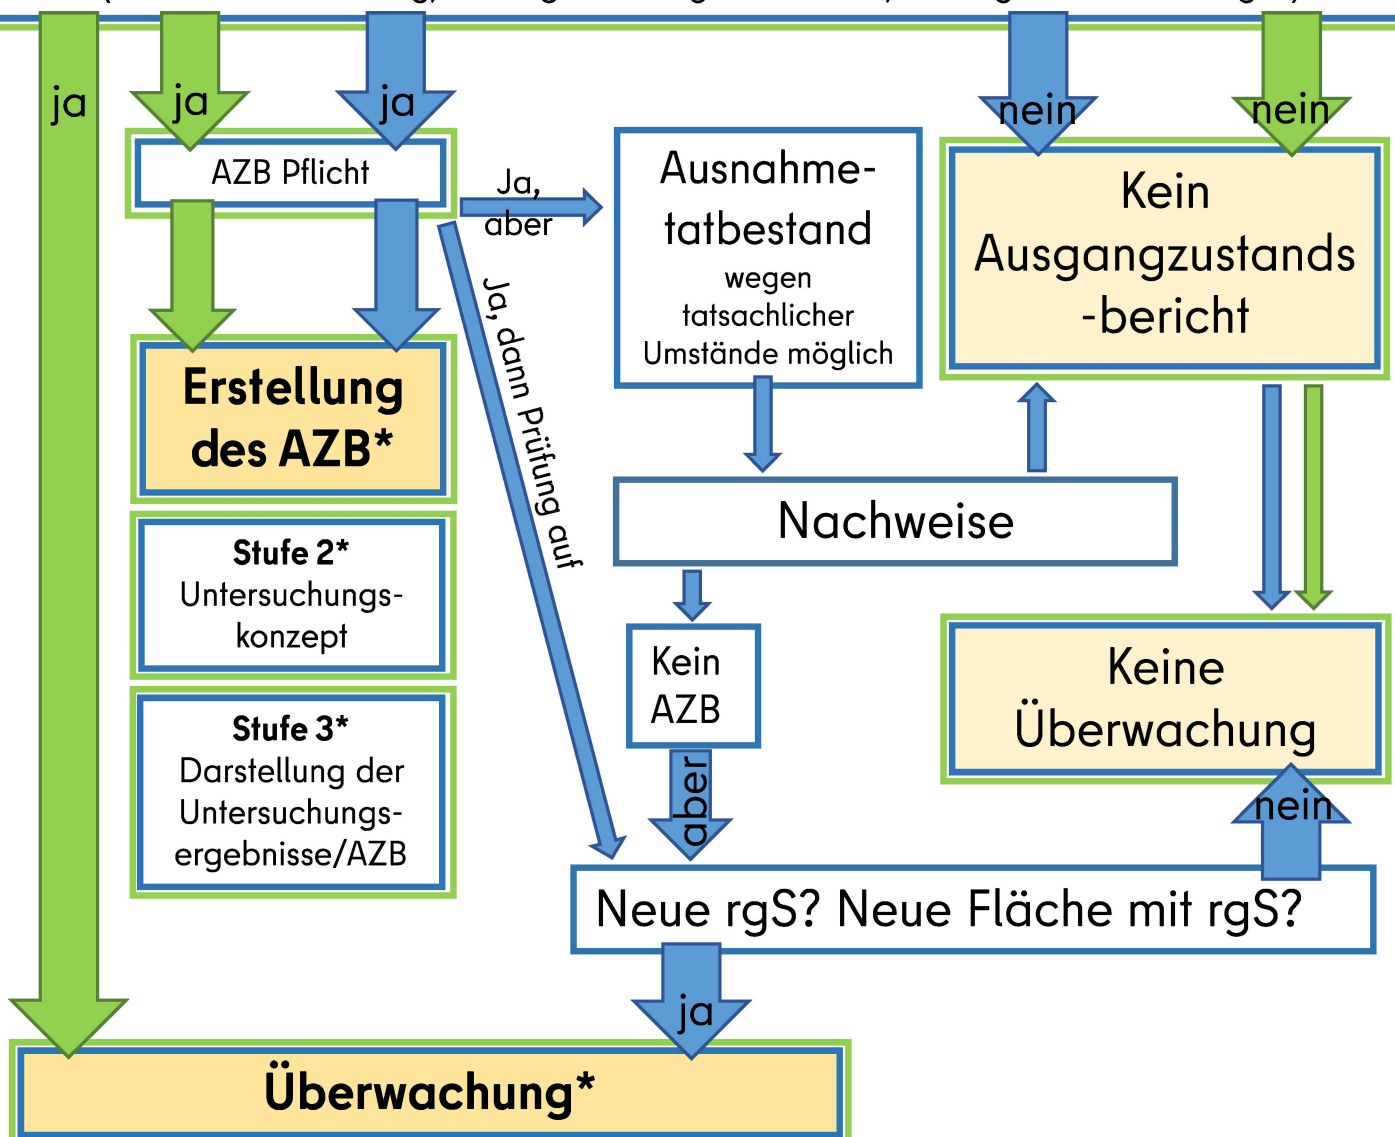 ja
ja
ja
nein
nein
AZB Pflicht
Ja,
aber
Ausnahme-
tatbestand
wegen
tatsachlicher
Umstände möglich
Kein
Ausgangzustands
-bericht
Ja, dann Prüfung auf
Erstellung
des AZB*
Nachweise
Stufe 2*
Untersuchungs-
konzept
Kein
AZB
Keine
Überwachung
Stufe 3*
Darstellung der
Untersuchungs-
ergebnisse/AZB
aber
nein
Neue rgS? Neue Fläche mit rgS?
ja
Überwachung*